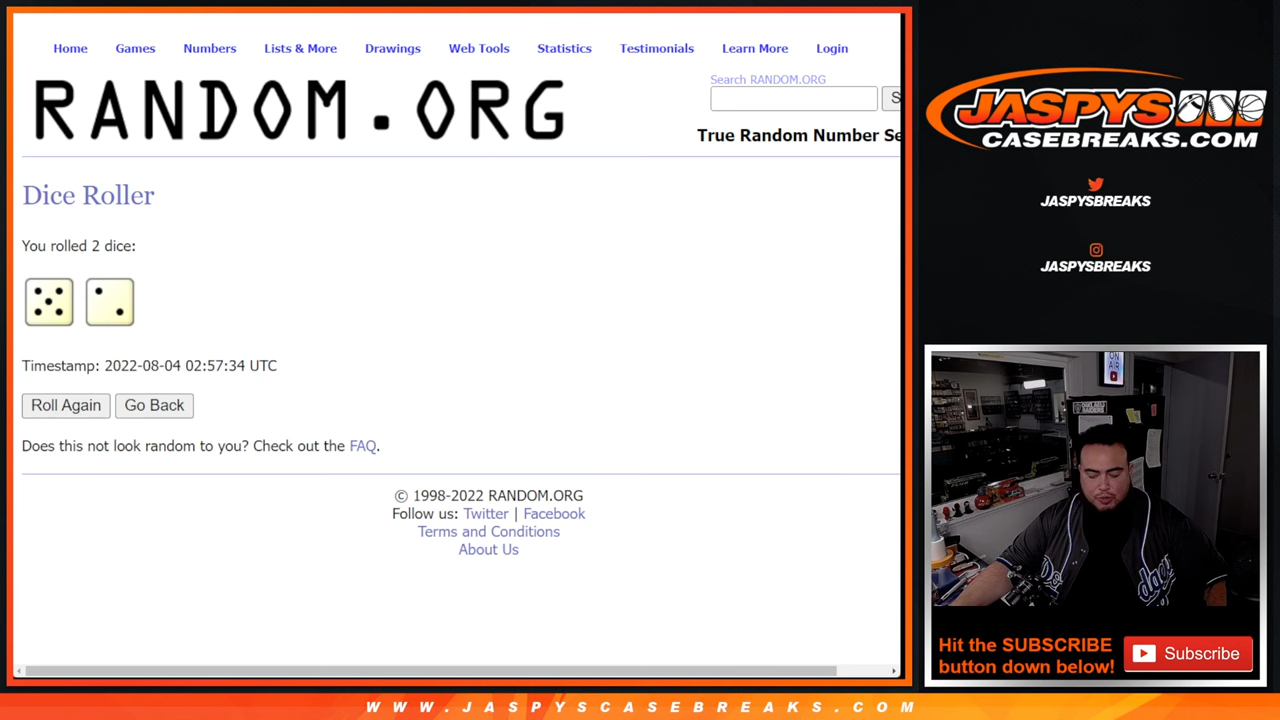 Home Games Numbers Lists & More Drawings Web Tools Statistics Testimonials Learn More Login
RANDOM.ORG
Search RANDOM.ORG
S
True Random Number Se
Dice Roller
You rolled 2 dice:
Timestamp: 2022-08-04 02:57:34 UTC
Roll Again Go Back
Does this not look random to you? Check out the FAQ.
© 1998-2022 RANDOM.ORG
Follow us: Twitter | Facebook
Terms and Conditions
About Us
JASPYS
CASEBREAKS.COM
JASPYSBREAKS
JASPYSBREAKS
ON
AIR
Hit the SUBSCRIBE
button down below!
Subscribe
WWW.JASPYSCASEBREAKS.COM